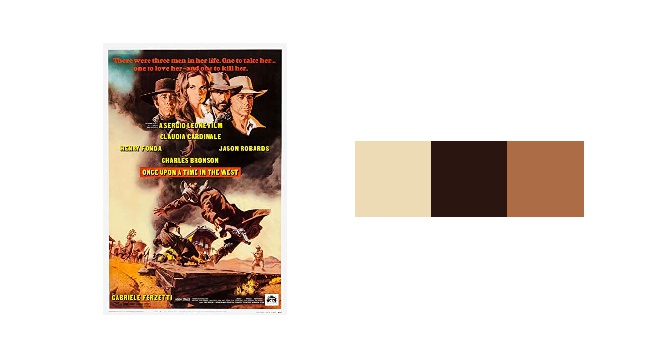 There were three men in her life. One to take her...
one to love her—and one to kill her.
A SERGIO LEONE FILM
CLAUDIA CARDINALE
HENRY FONDA
JASON ROBARDS
CHARLES BRONSON
ONCE UPON A TIME IN THE WEST
GABRIELE FERZETTI